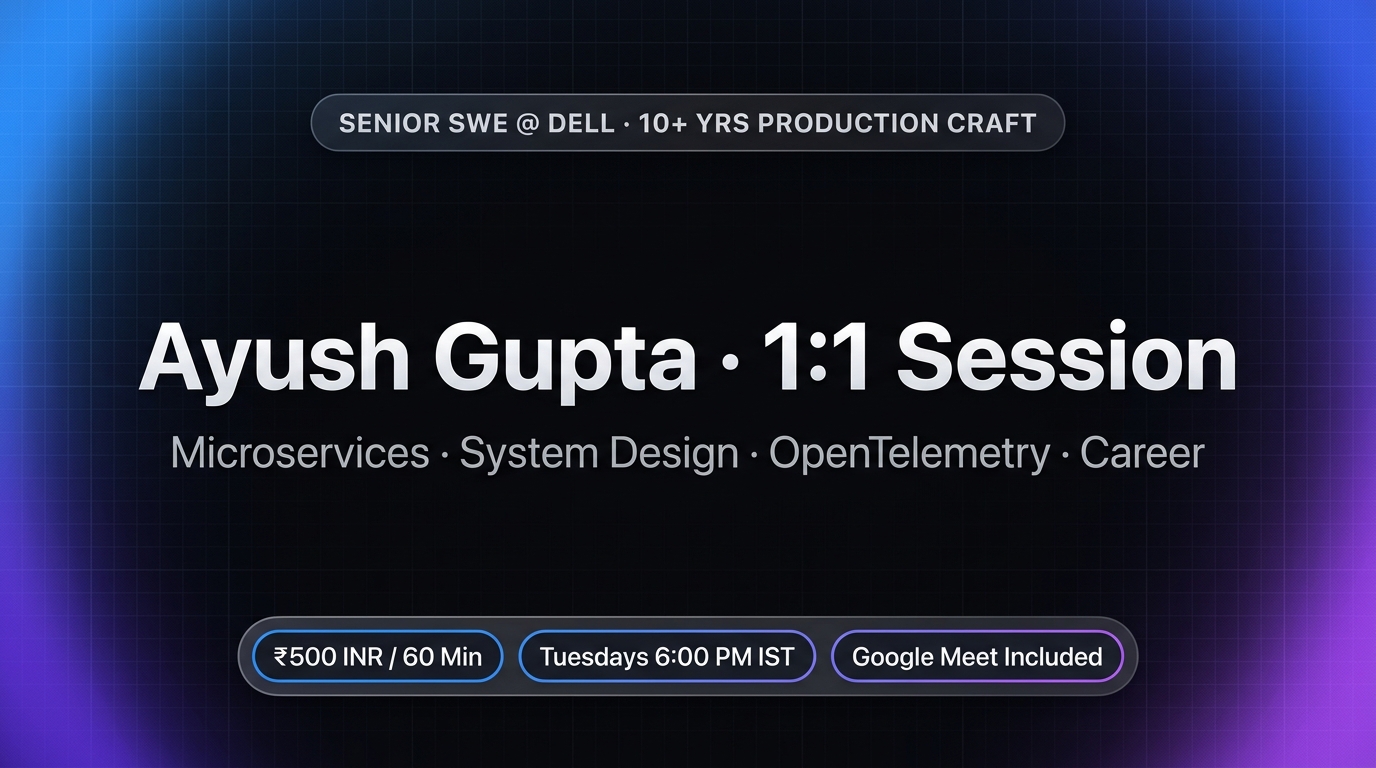 SENIOR SWE @ DELL · 10+ YRS PRODUCTION CRAFT
Ayush Gupta · 1:1 Session
Microservices · System Design · OpenTelemetry · Career
₹500 INR / 60 Min Tuesdays 6:00 PM IST Google Meet Included